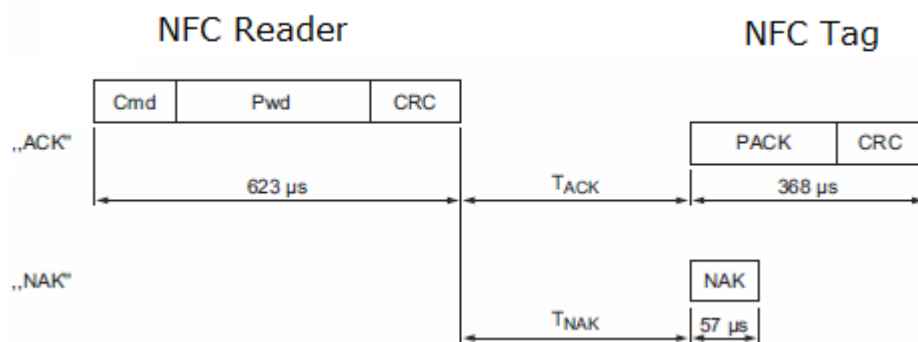 NFC Reader NFC Tag
Cmd Pwd CRC
„ACK” PACK CRC
623 µs TACK 368 µs
„NAK” NAK
TNAK 57 µs